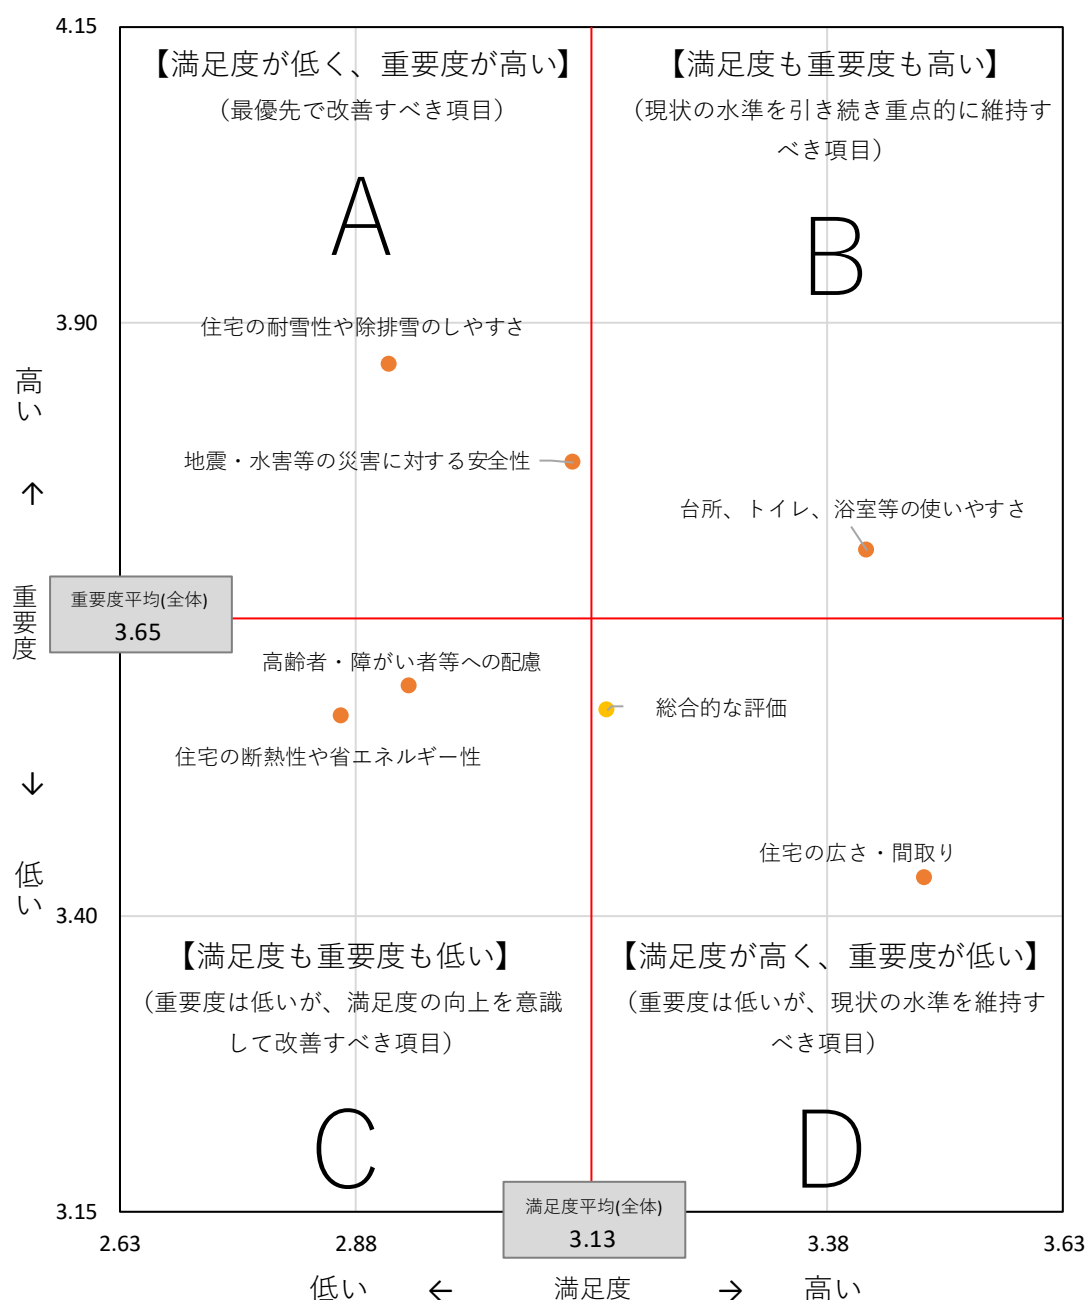 4.15
【満足度が低く、重要度が高い】
（最優先で改善すべき項目）
A
【満足度も重要度も高い】
（現状の水準を引き続き重点的に維持す
べき項目）
B
3.90
住宅の耐雪性や除排雪のしやすさ
地震・水害等の災害に対する安全性
台所、トイレ、浴室等の使いやすさ
高い
↑
重要度
↓
低い
重要度平均(全体)
3.65
高齢者・障がい者等への配慮
住宅の断熱性や省エネルギー性
総合的な評価
住宅の広さ・間取り
3.40
【満足度も重要度も低い】
（重要度は低いが、満足度の向上を意識
して改善すべき項目）
C
【満足度が高く、重要度が低い】
（重要度は低いが、現状の水準を維持す
べき項目）
D
3.15
満足度平均(全体)
3.13
2.63
2.88
3.38
3.63
低い ← 満足度 → 高い